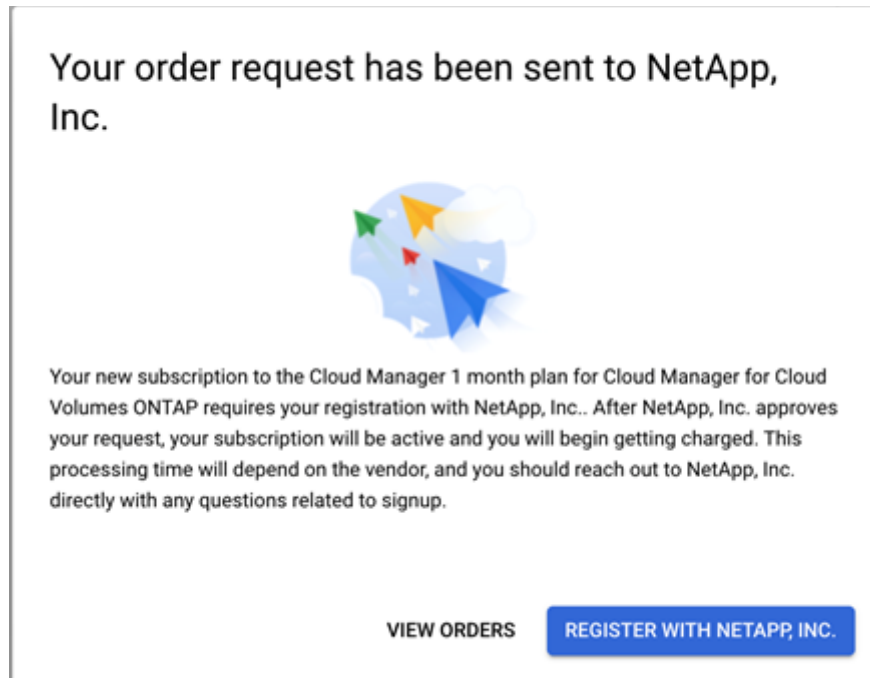 Your order request has been sent to NetApp,
Inc.
Your new subscription to the Cloud Manager 1 month plan for Cloud Manager for Cloud
Volumes ONTAP requires your registration with NetApp, Inc.. After NetApp, Inc. approves
your request, your subscription will be active and you will begin getting charged. This
processing time will depend on the vendor, and you should reach out to NetApp, Inc.
directly with any questions related to signup.
VIEW ORDERS REGISTER WITH NETAPP, INC.